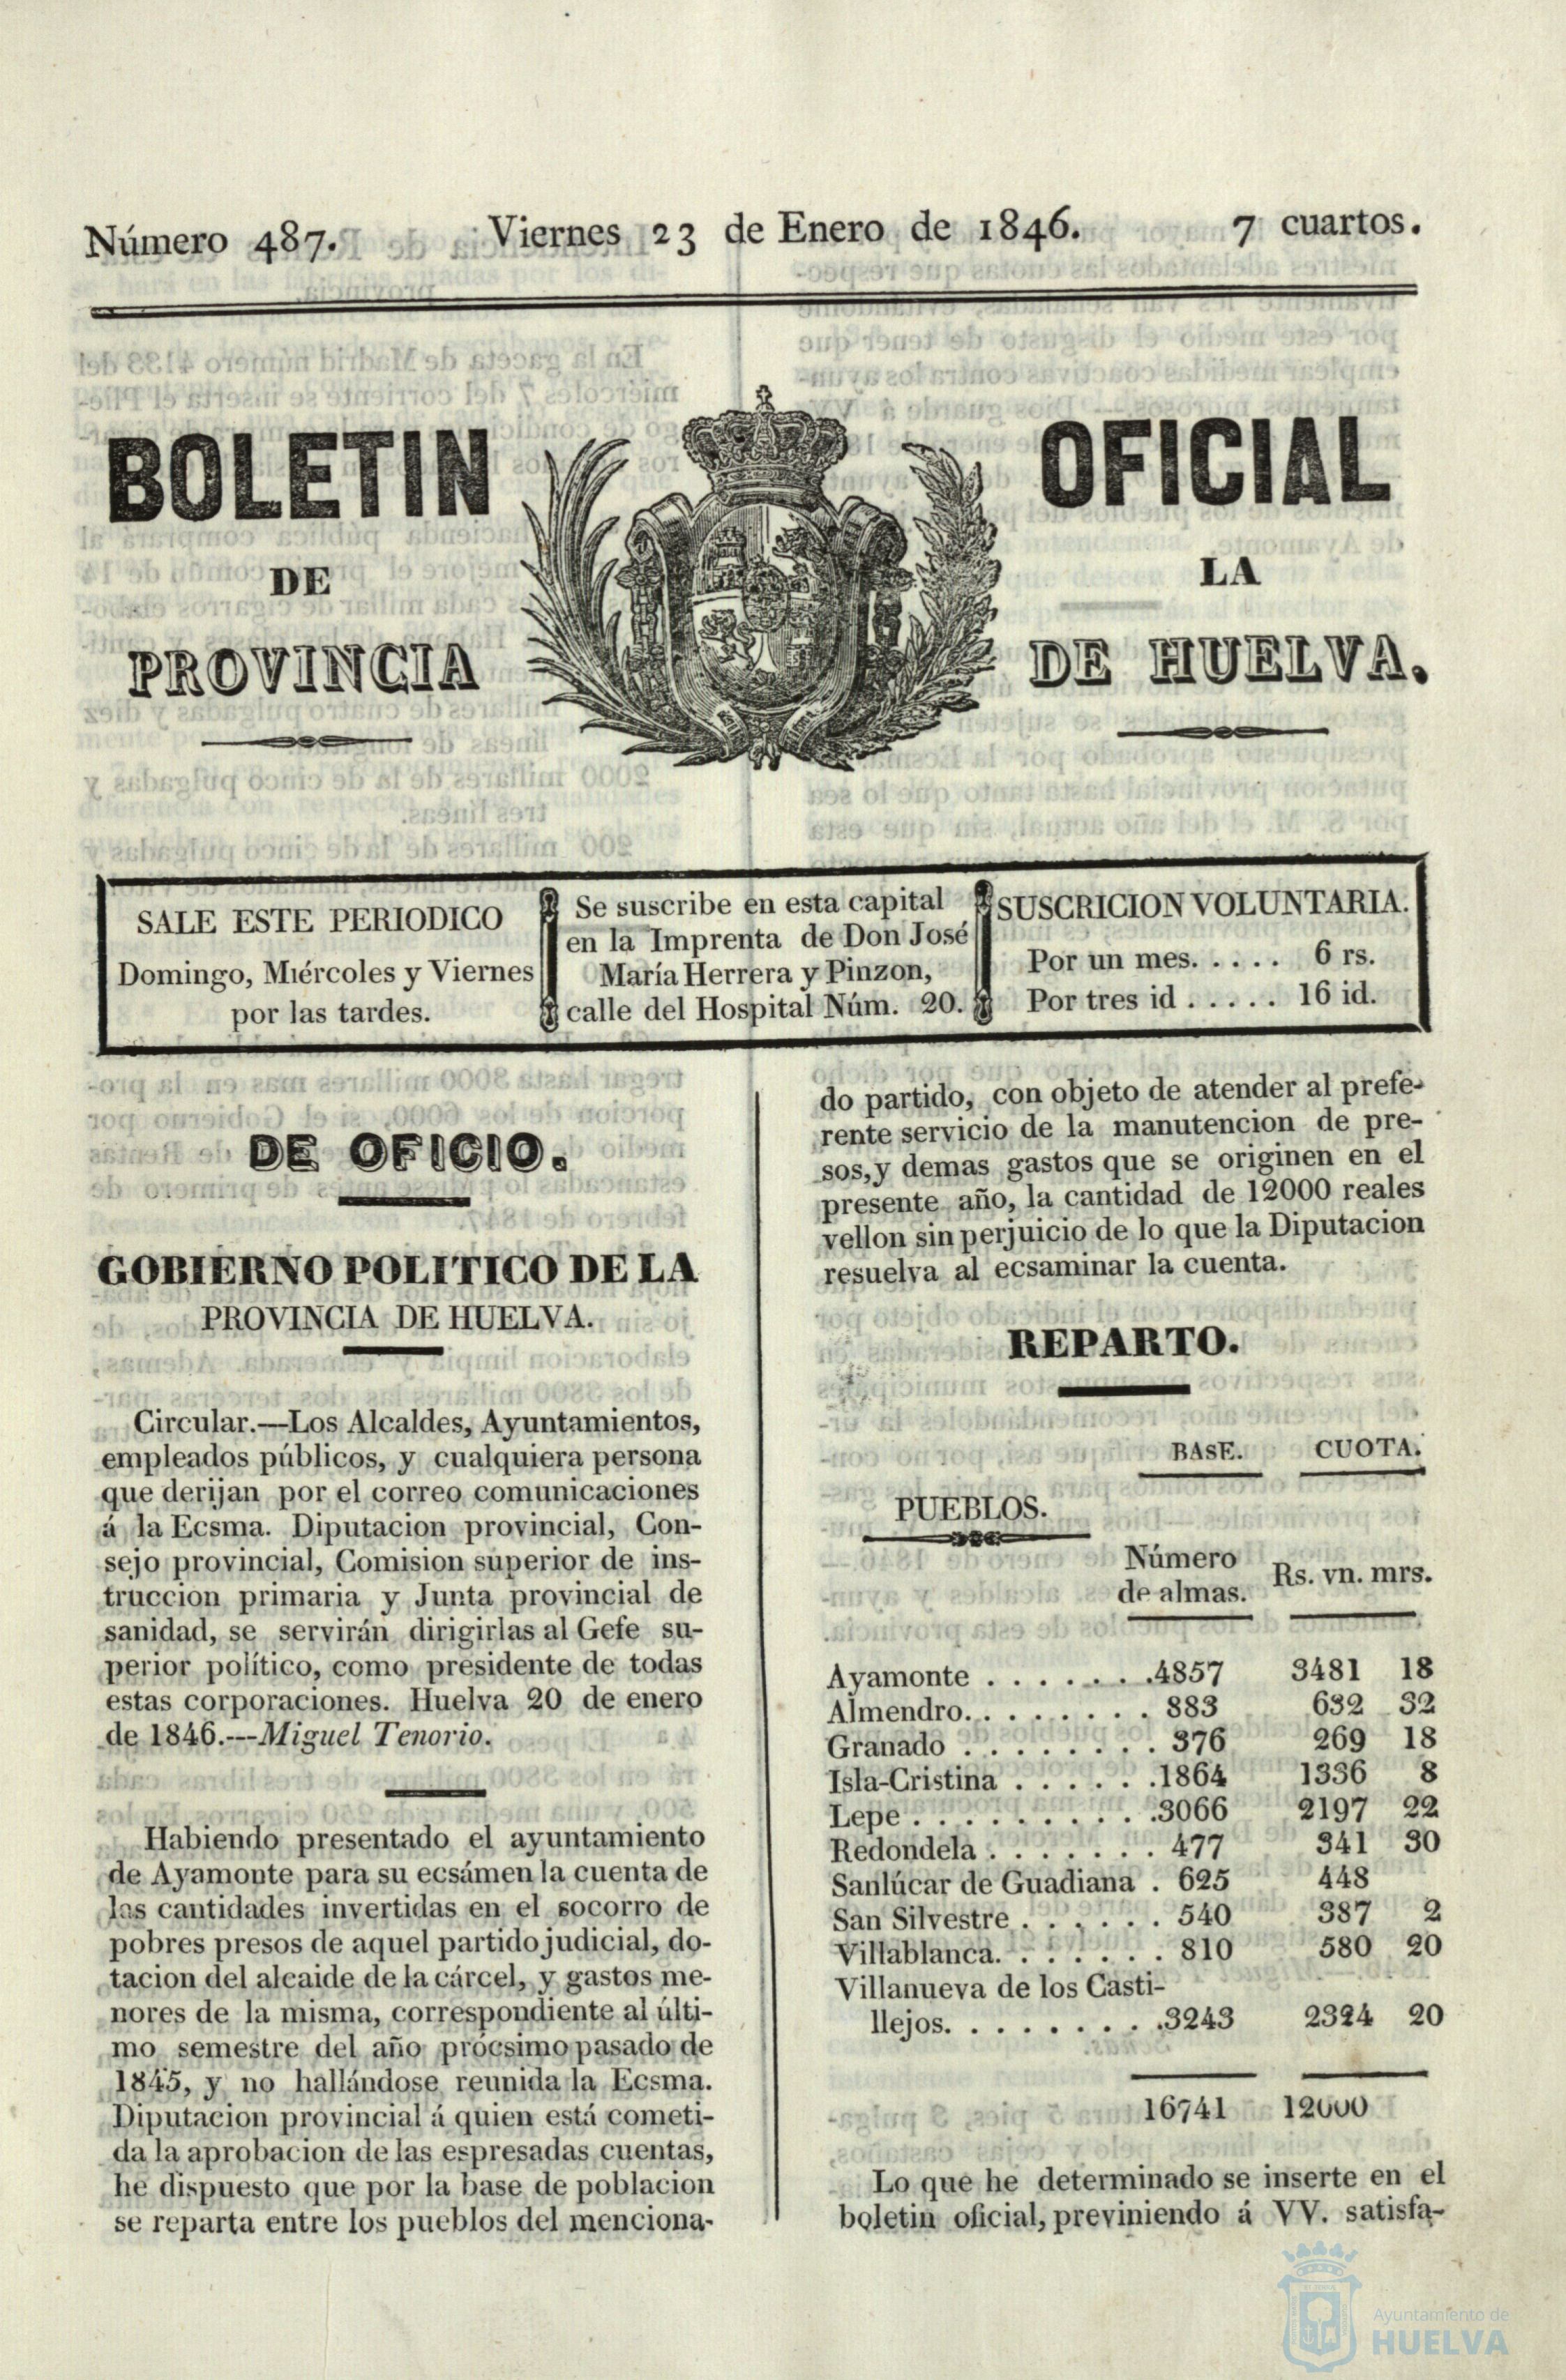 Número 487. Viernes 23 de Enero de 1846. 7 cuartos.
BOLETIN OFICIAL
DE LA
PROVINCIA DE HUELVA.
SALE ESTE PERIODICO
Domingo, Miércoles y Viernes
por las tardes.
Se suscribe en esta capital
en la Imprenta de Don José
María Herrera y Pinzon,
calle del Hospital Núm. 20.
SUSCRICION VOLUNTARIA.
Por un mes. . . . . 6 rs.
Por tres id . . . . . 16 id.
DE OFICIO.
GOBIERNO POLITICO DE LA
PROVINCIA DE HUELVA.
Circular.—Los Alcaldes, Ayuntamientos,
empleados públicos, y cualquiera persona
que derijan por el correo comunicaciones
á la Ecsma. Diputacion provincial, Con-
sejo provincial, Comision superior de ins-
truccion primaria y Junta provincial de
sanidad, se servirán dirigirlas al Gefe su-
perior político, como presidente de todas
estas corporaciones. Huelva 20 de enero
de 1846.—Miguel Tenorio.
Habiendo presentado el ayuntamiento
de Ayamonte para su ecsámen la cuenta de
las cantidades invertidas en el socorro de
pobres presos de aquel partido judicial, do-
tacion del alcaide de la cárcel, y gastos me-
nores de la misma, correspondiente al últi-
mo semestre del año prócsimo pasado de
1845, y no hallándose reunida la Ecsma.
Diputacion provincial á quien está cometi-
da la aprobacion de las espresadas cuentas,
he dispuesto que por la base de poblacion
se reparta entre los pueblos del menciona-
do partido, con objeto de atender al prefe-
rente servicio de la manutencion de pre-
sos, y demas gastos que se originen en el
presente año, la cantidad de 12000 reales
vellon sin perjuicio de lo que la Diputacion
resuelva al ecsaminar la cuenta.
REPARTO.
BASE. CUOTA.
PUEBLOS.
Número
de almas. Rs. vn. mrs.
Ayamonte . . . . . . .4857 3481 18
Almendro. . . . . . . . 883 632 32
Granado . . . . . . . . 376 269 18
Isla-Cristina . . . . . .1864 1336 8
Lepe . . . . . . . . . .3066 2197 22
Redondela . . . . . . . 477 341 30
Sanlúcar de Guadiana . 625 448
San Silvestre . . . . . . 540 387 2
Villablanca. . . . . . . 810 580 20
Villanueva de los Casti-
llejos. . . . . . . . . .3243 2324 20
16741 12000
Lo que he determinado se inserte en el
boletin oficial, previniendo á VV. satisfa-
Ayuntamiento de
HUELVA